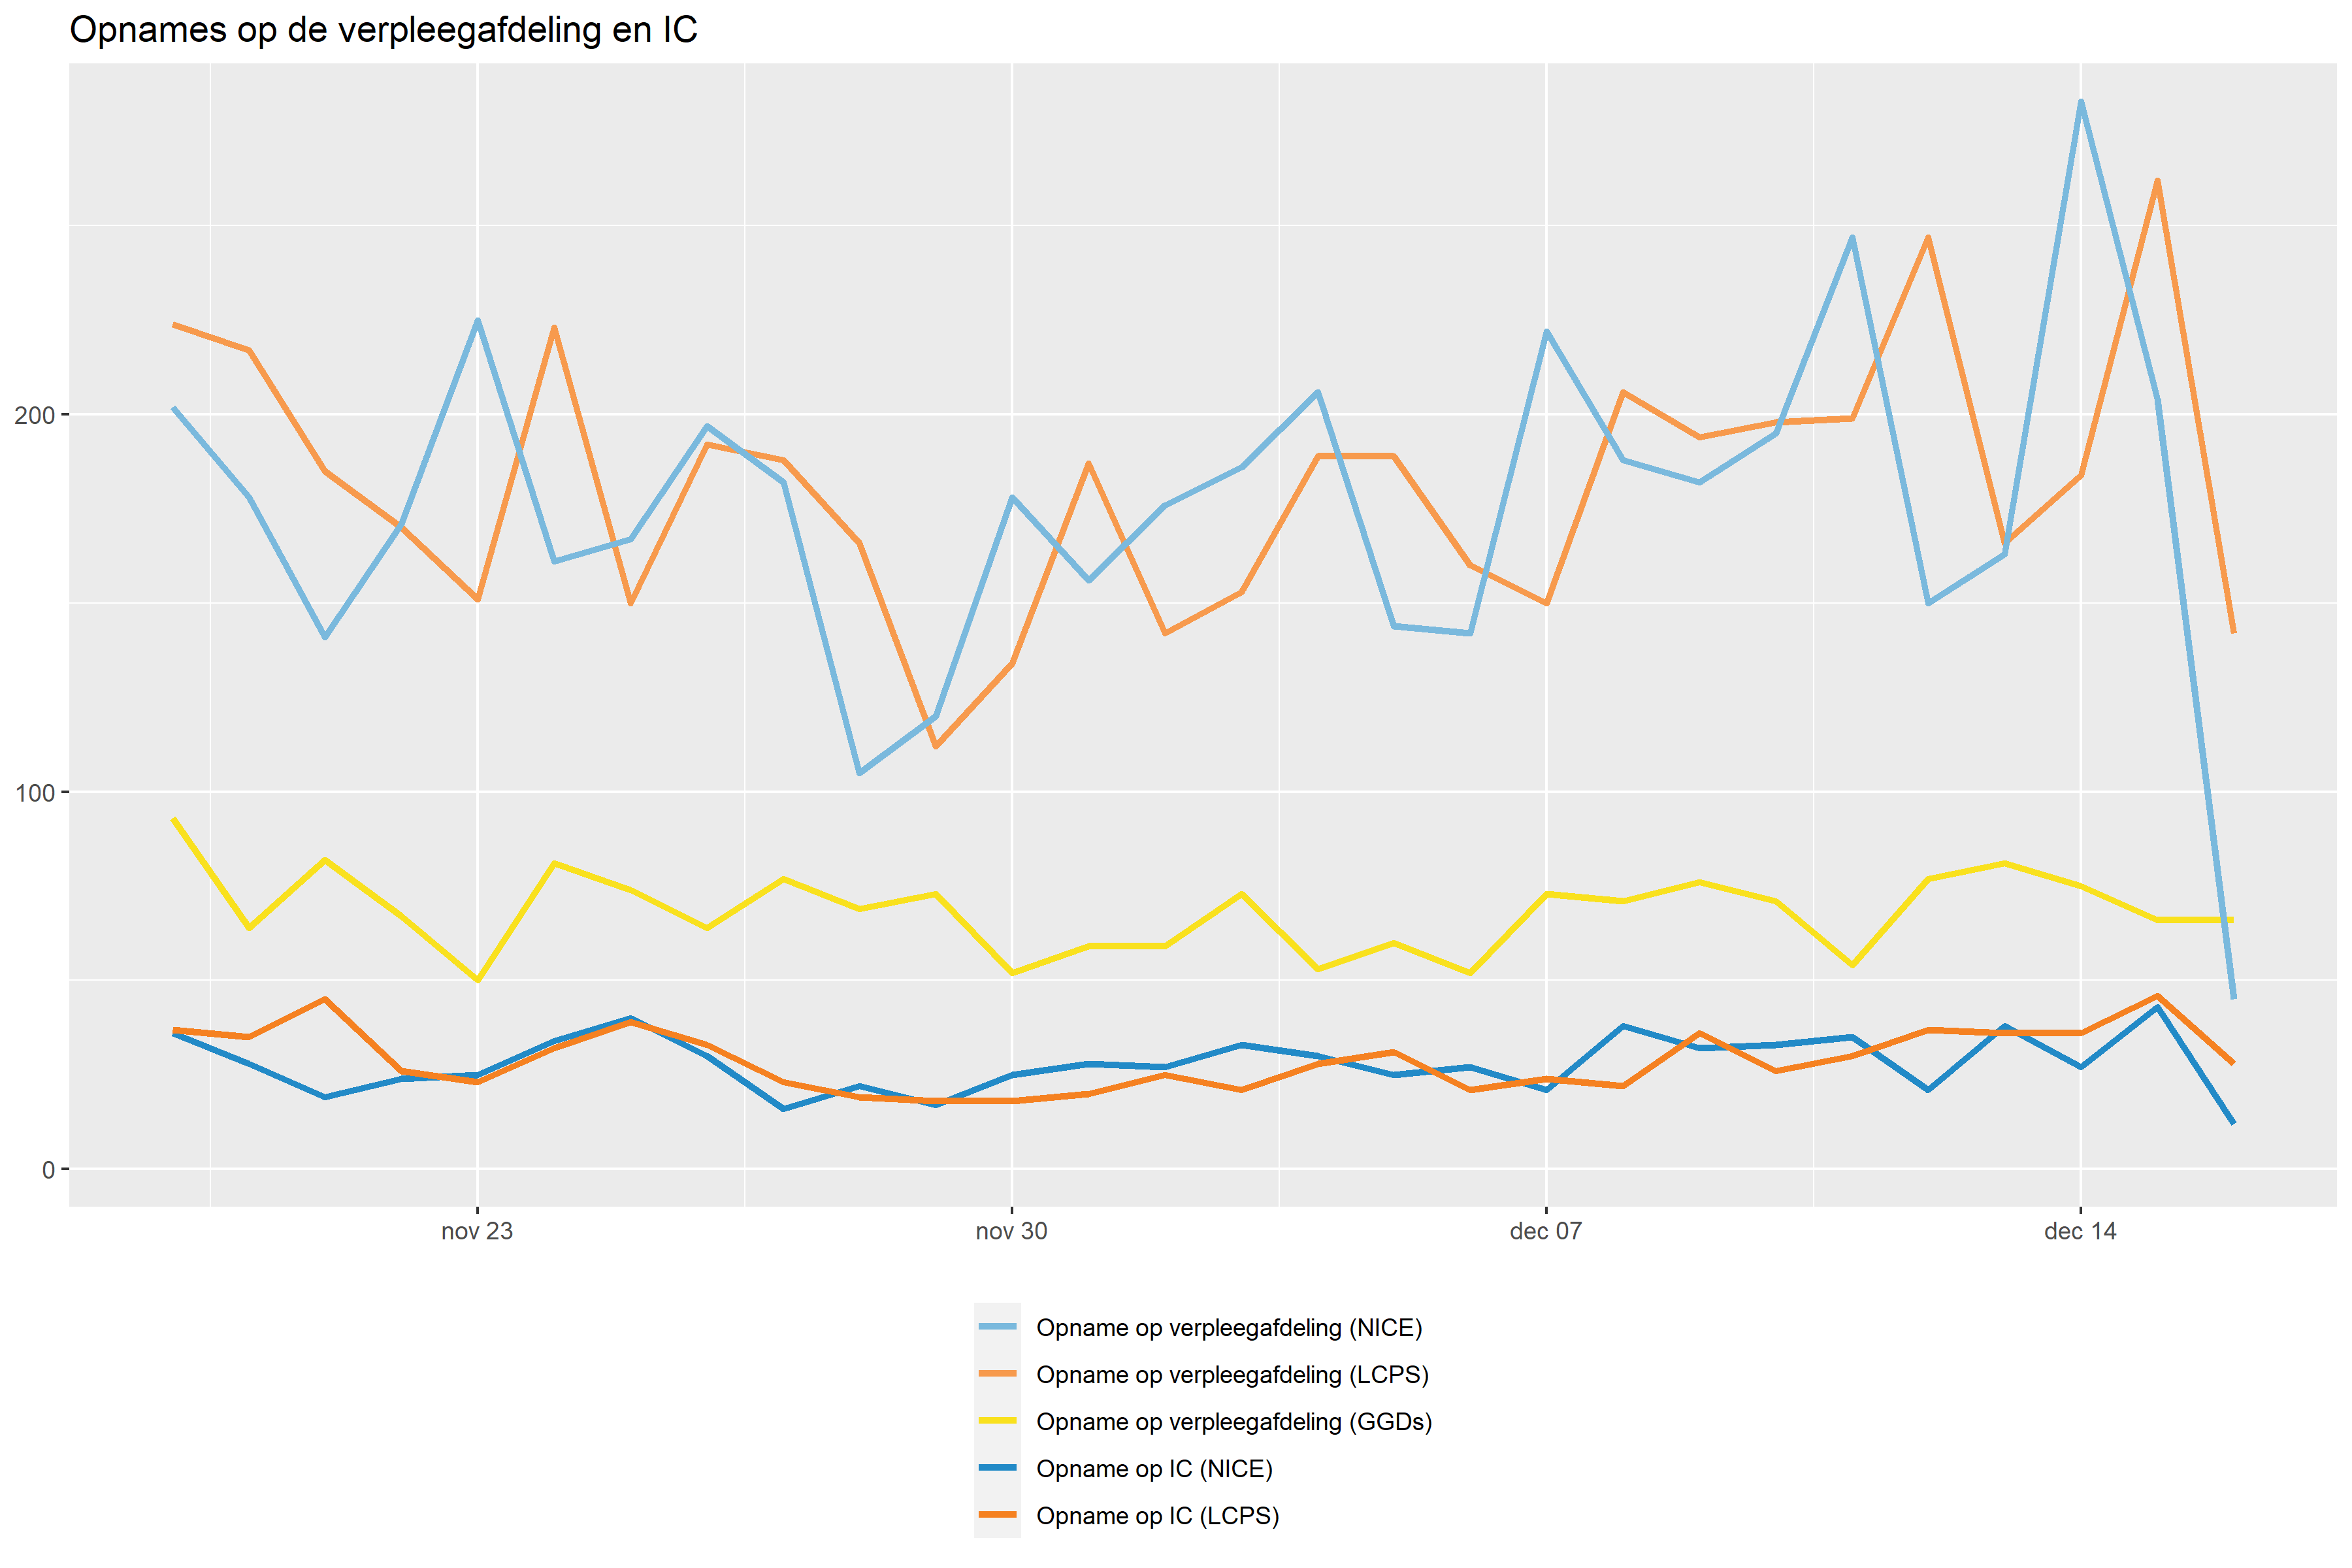 Opnames op de verpleegafdeling en IC
200
100
0
nov 23
nov 30
dec 07
dec 14
Opname op verpleegafdeling (NICE)
Opname op verpleegafdeling (LCPS)
Opname op verpleegafdeling (GGDs)
Opname op IC (NICE)
Opname op IC (LCPS)